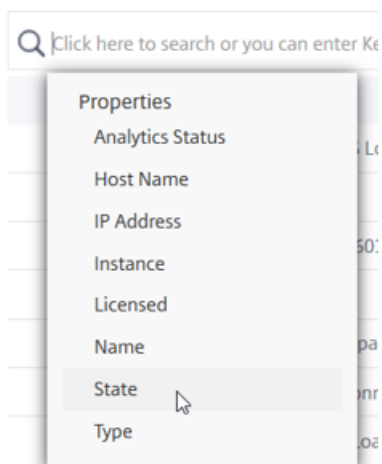 Click here to search or you can enter Ke
Properties
Analytics Status
Host Name
IP Address
Instance
Licensed
Name
State
Type